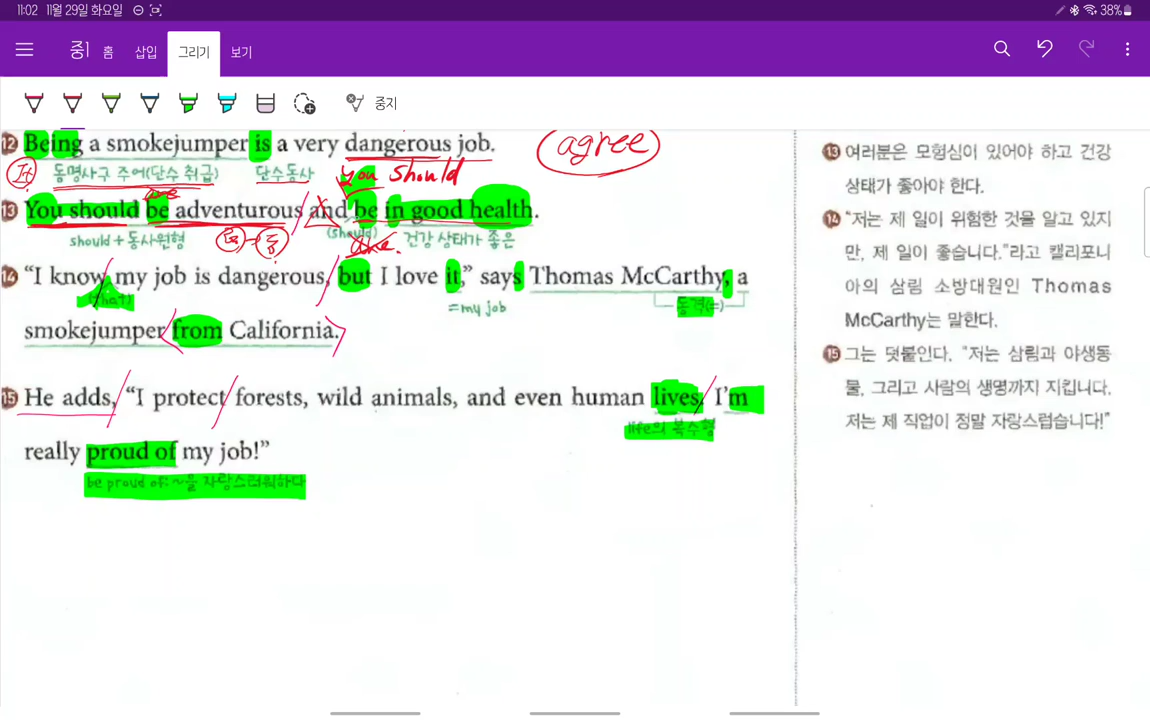 11:02 11월 29일 화요일
38%
중1 홈 삽입 그리기 보기
중지
12 Being a smokejumper is a very dangerous job.
agree
It 동명사구 주어(단수 취급) 단수동사 you should
are
13 You should be adventurous and be in good health.
should + 동사원형 (should) are 건강 상태가 좋은
14 “I know my job is dangerous, but I love it,” says Thomas McCarthy, a
(that) =my job 동격(=)
smokejumper from California.
15 He adds, “I protect forests, wild animals, and even human lives. I’m
life의 복수형
really proud of my job!”
be proud of: ~을 자랑스러워하다
13 여러분은 모험심이 있어야 하고 건강
상태가 좋아야 한다.
14 “저는 제 일이 위험한 것을 알고 있지
만, 제 일이 좋습니다.”라고 캘리포니
아의 삼림 소방대원인 Thomas
McCarthy는 말한다.
15 그는 덧붙인다. “저는 삼림과 야생동
물, 그리고 사람의 생명까지 지킵니다.
저는 제 직업이 정말 자랑스럽습니다!”